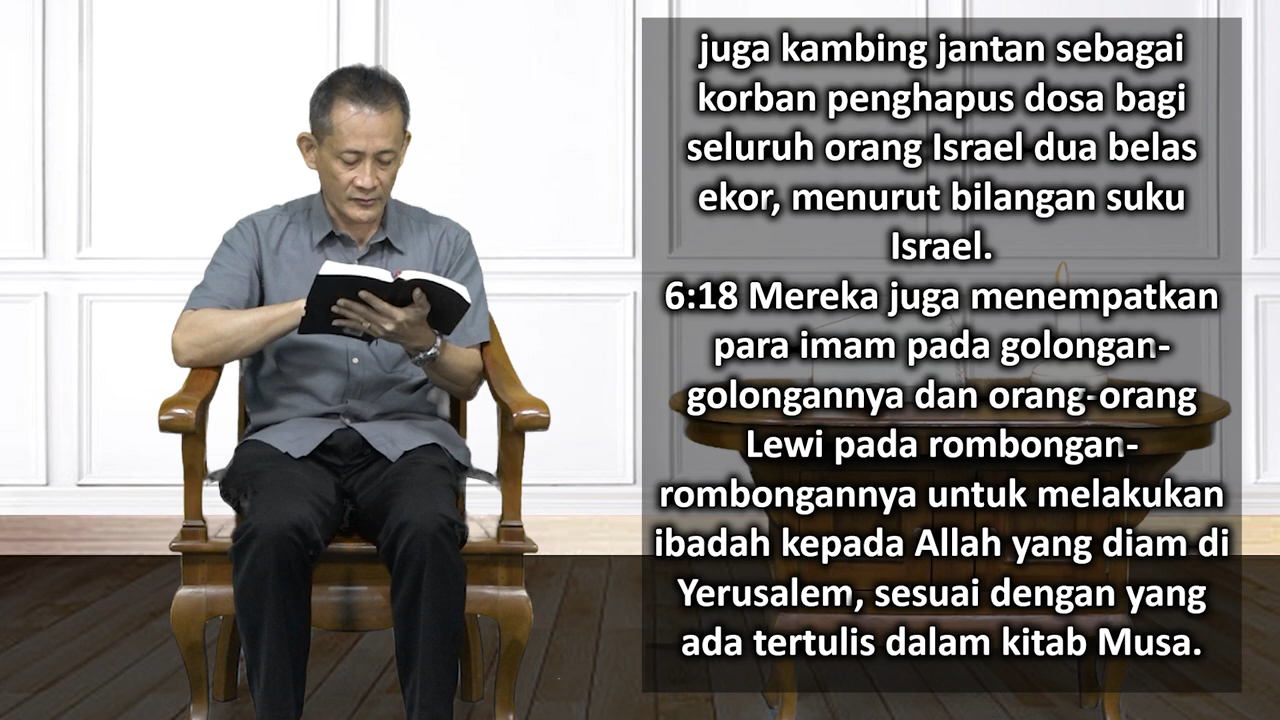 juga kambing jantan sebagai
korban penghapus dosa bagi
seluruh orang Israel dua belas
ekor, menurut bilangan suku
Israel.
6:18 Mereka juga menempatkan
para imam pada golongan-
golongannya dan orang-orang
Lewi pada rombongan-
rombongannya untuk melakukan
ibadah kepada Allah yang diam di
Yerusalem, sesuai dengan yang
ada tertulis dalam kitab Musa.